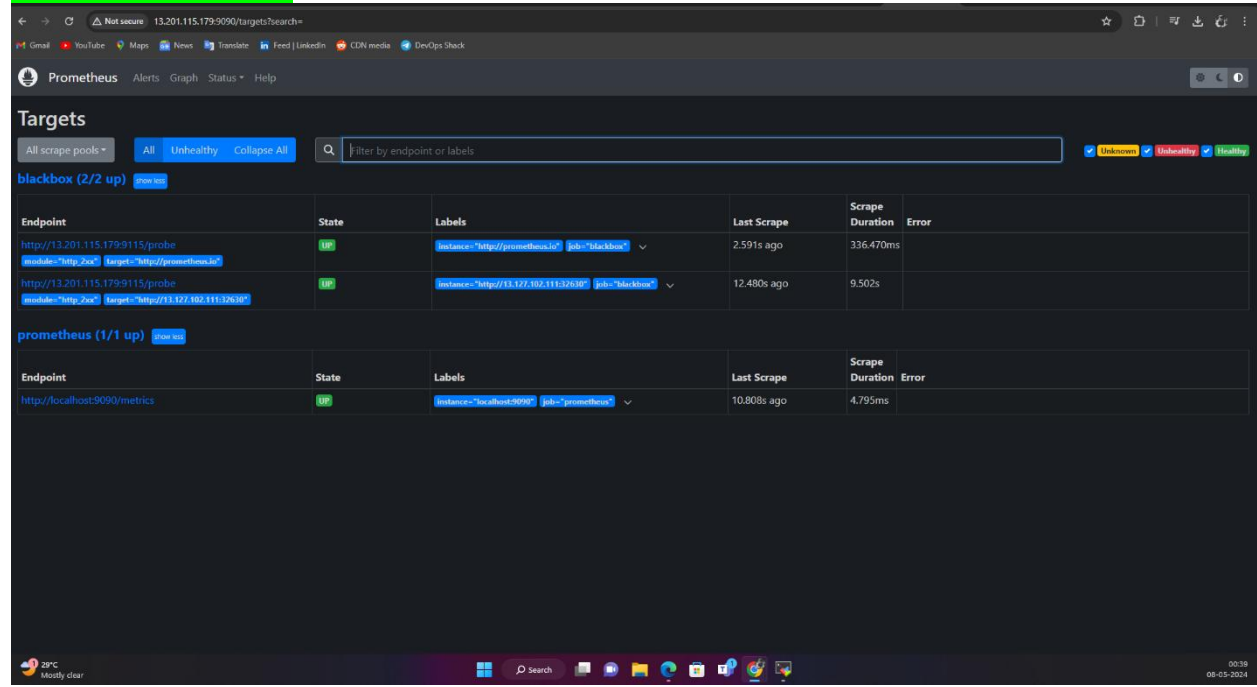 Not secure 13.201.115.179:9090/targets?search=
Gmail YouTube Maps News Translate Feed | LinkedIn CDN media DevOps Shack
Prometheus Alerts Graph Status Help
Targets
All scrape pools All Unhealthy Collapse All Filter by endpoint or labels Unknown Unhealthy Healthy
blackbox (2/2 up) show less
Endpoint State Labels Last Scrape Scrape Duration Error
http://13.201.115.179:9115/probe UP instance="http://prometheus.io" job="blackbox" 2.591s ago 336.470ms
module="http_2xx" target="http://prometheus.io"
http://13.201.115.179:9115/probe UP instance="http://13.127.102.111:32630" job="blackbox" 12.480s ago 9.502s
module="http_2xx" target="http://13.127.102.111:32630"
prometheus (1/1 up) show less
Endpoint State Labels Last Scrape Scrape Duration Error
http://localhost:9090/metrics UP instance="localhost:9090" job="prometheus" 10.808s ago 4.795ms
29°C
Mostly clear
Search
00:39
08-05-2024